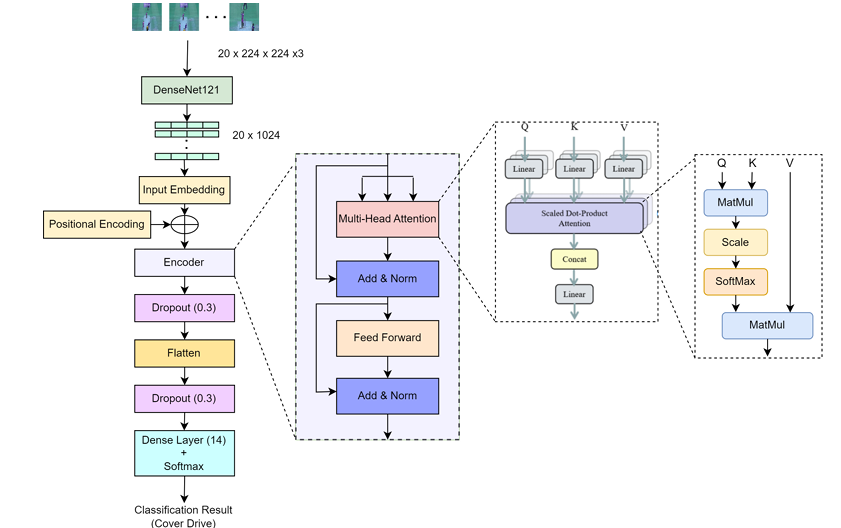 20 x 224 x 224 x3
DenseNet121
20 x 1024
Input Embedding
Positional Encoding
Encoder
Dropout (0.3)
Flatten
Dropout (0.3)
Dense Layer (14)
+
Softmax
Classification Result
(Cover Drive)
Multi-Head Attention
Add & Norm
Feed Forward
Add & Norm
Q K V
Linear Linear Linear
Scaled Dot-Product
Attention
Concat
Linear
Q K V
MatMul
Scale
SoftMax
MatMul